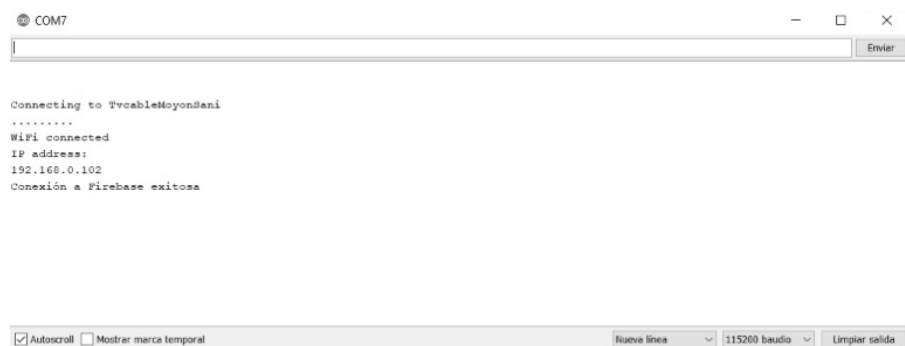 COM7
Enviar
Connecting to TvcableMoyonSani
.........
WiFi connected
IP address:
192.168.0.102
Conexión a Firebase exitosa
Autoscroll Mostrar marca temporal Nueva línea 115200 baudio Limpiar salida